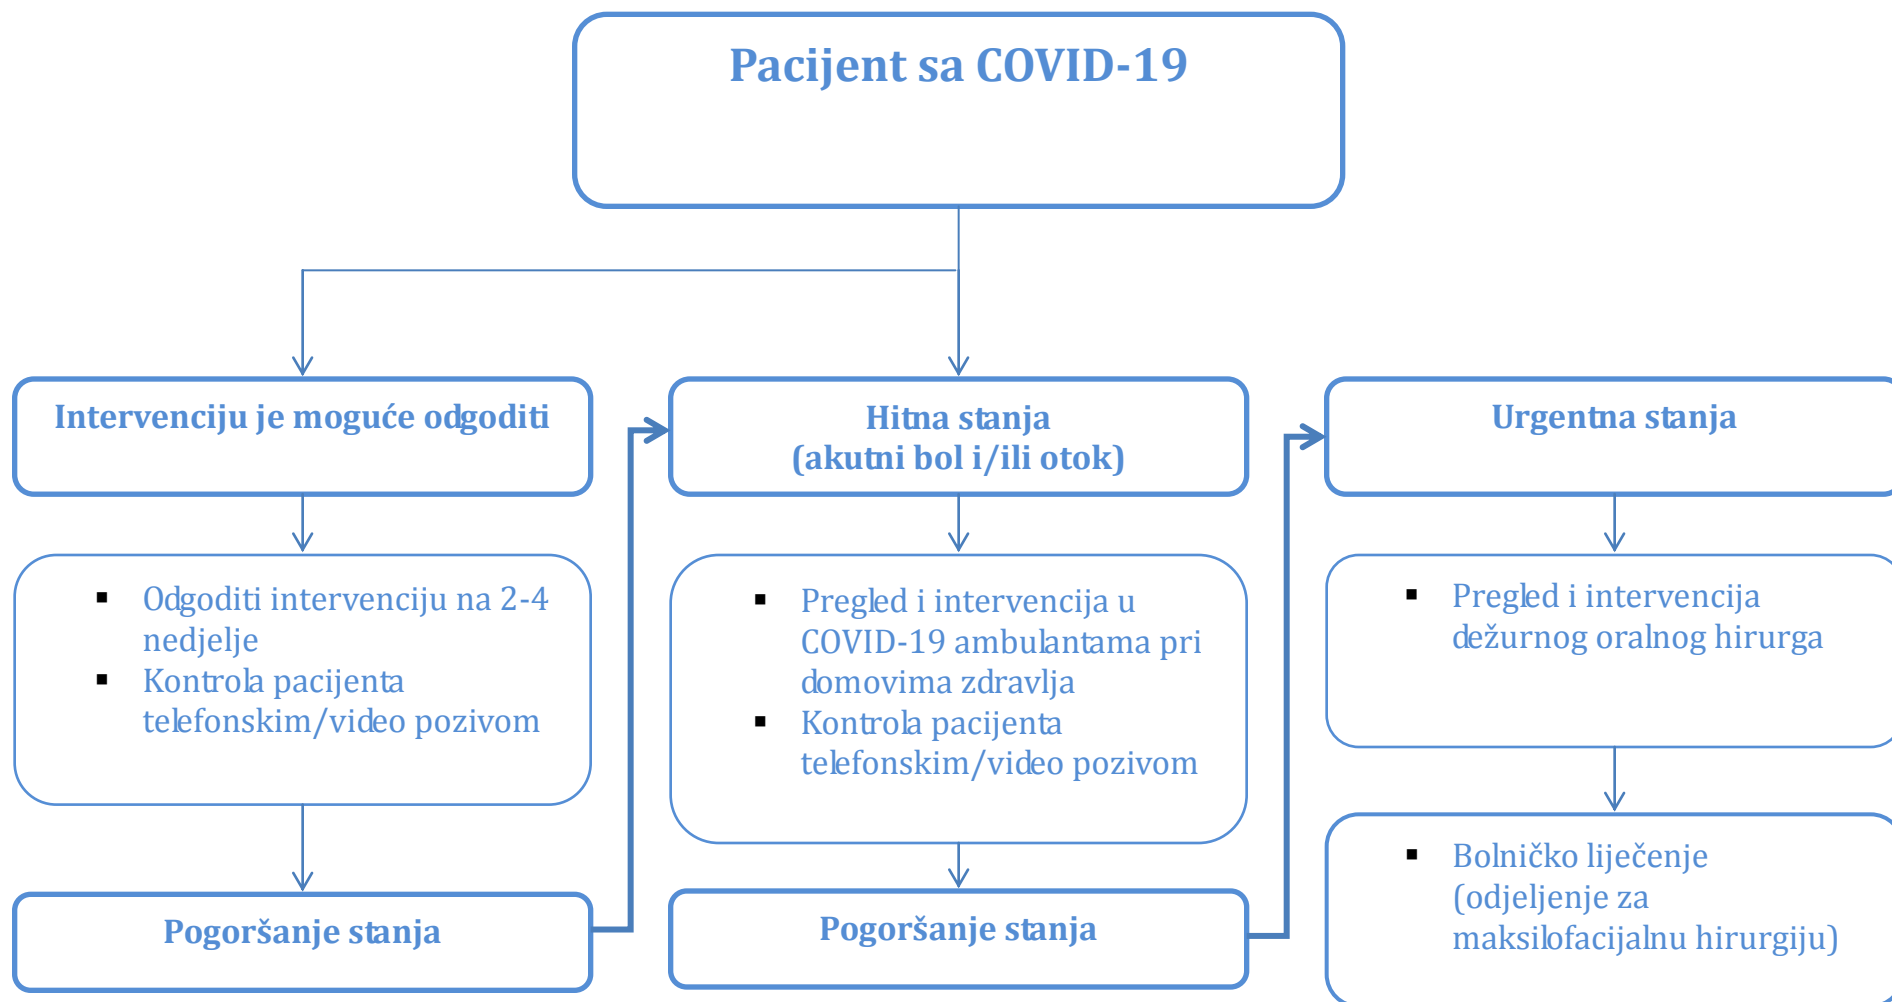 Pacijent sa COVID-19
Intervenciju je moguće odgoditi
▪ Odgoditi intervenciju na 2-4
nedjelje
▪ Kontrola pacijenta
telefonskim/video pozivom
Pogoršanje stanja
Hitna stanja
(akutni bol i/ili otok)
▪ Pregled i intervencija u
COVID-19 ambulantama pri
domovima zdravlja
▪ Kontrola pacijenta
telefonskim/video pozivom
Pogoršanje stanja
Urgentna stanja
▪ Pregled i intervencija
dežurnog oralnog hirurga
▪ Bolničko liječenje
(odjeljenje za
maksilofacijalnu hirurgiju)